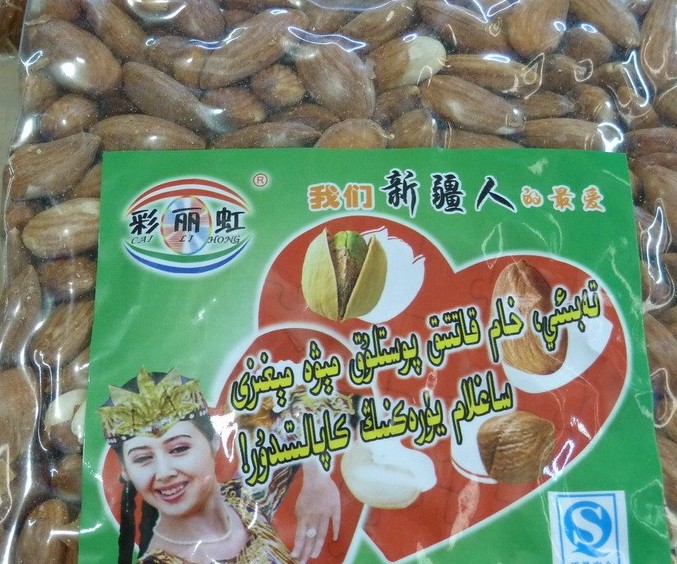 彩丽虹
CAI LI HONG
®
我们新疆人的最爱
تەبىئىي، خام قاتتىق پوستلۇق مېۋە مېغىزى
ساغلام يۈرەكنىڭ كاپالىتىدۇر!
S